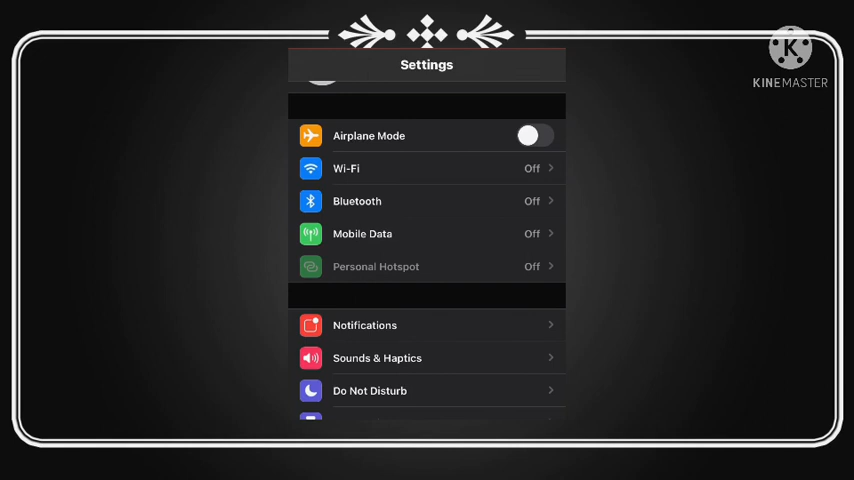 Settings
KINEMASTER
Airplane Mode
Wi-Fi Off
Bluetooth Off
Mobile Data Off
Personal Hotspot Off
Notifications
Sounds & Haptics
Do Not Disturb